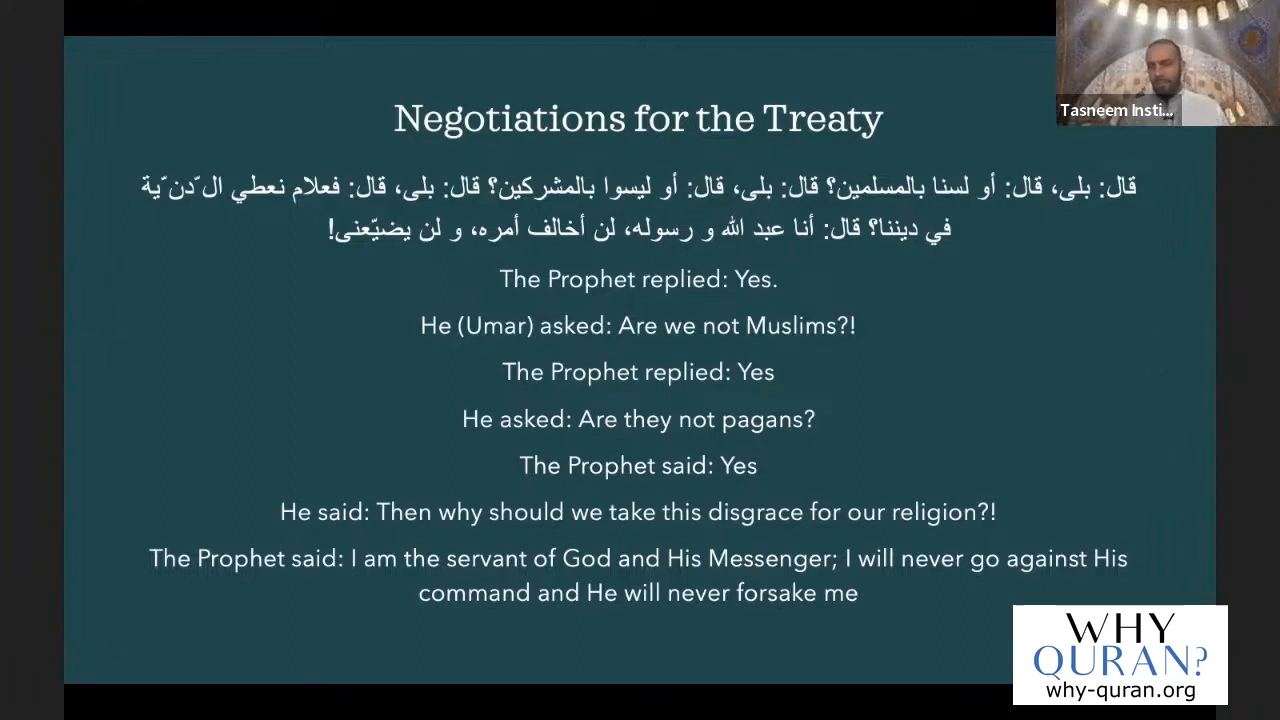 Tasneem Insti...
Negotiations for the Treaty
قال: بلى، قال: أو لسنا بالمسلمين؟ قال: بلى، قال: أو ليسوا بالمشركين؟ قال: بلى، قال: فعلام نعطي ال ّدن ّية
في ديننا؟ قال: أنا عبد الله و رسوله، لن أخالف أمره، و لن يضيّعنى!
The Prophet replied: Yes.
He (Umar) asked: Are we not Muslims?!
The Prophet replied: Yes
He asked: Are they not pagans?
The Prophet said: Yes
He said: Then why should we take this disgrace for our religion?!
The Prophet said: I am the servant of God and His Messenger; I will never go against His
command and He will never forsake me
WHY
QURAN?
why-quran.org